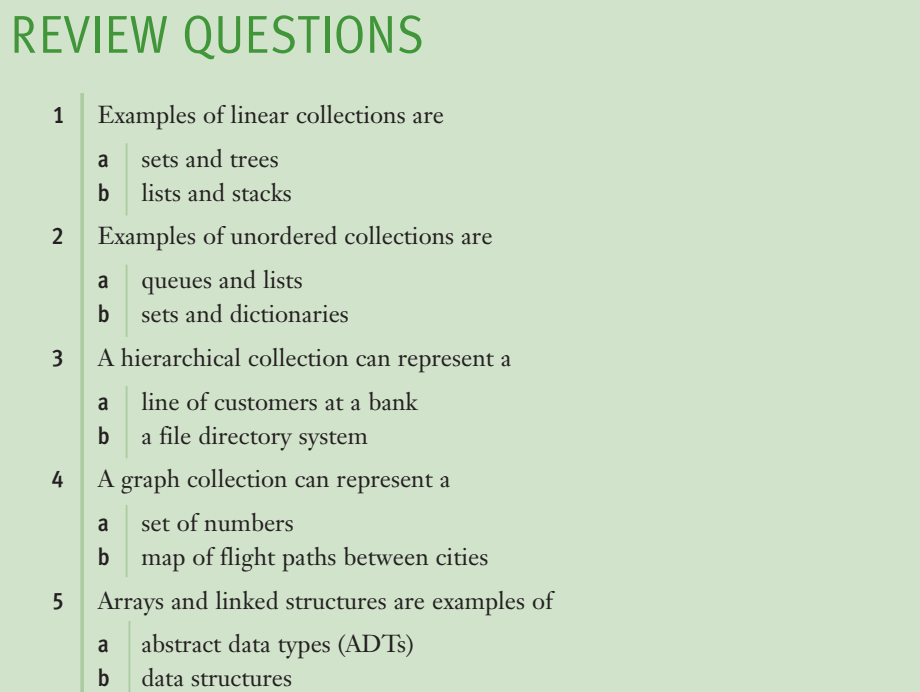 REVIEW QUESTIONS
1 Examples of linear collections are
a sets and trees
b lists and stacks
2 Examples of unordered collections are
a queues and lists
b sets and dictionaries
3 A hierarchical collection can represent a
a line of customers at a bank
b a file directory system
4 A graph collection can represent a
a set of numbers
b map of flight paths between cities
5 Arrays and linked structures are examples of
a abstract data types (ADTs)
b data structures